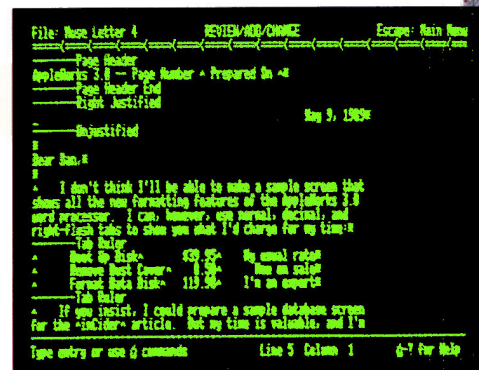 File: Muse Letter 4 REVIEW/ADD/CHANGE Escape: Main Menu
=====<====<====<====<====<====<====<====<====<====<====<====<====<====<====<===
--------Page Header
AppleWorks 3.0 -- Page Number ^ Prepared On ^¤
--------Page Header End
--------Right Justified
May 9, 1989¤
--------Unjustified
¤
Dear Dan,¤
¤
^ I don't think I'll be able to make a sample screen that
shows all the new formatting features of the AppleWorks 3.0
word processor. I can, however, use normal, decimal, and
right-flush tabs to show you what I'd charge for my time:¤
--------Tab Ruler
^ Boot Up Disk^ $39.95^ My usual rate¤
^ Remove Dust Cover^ 0.50^ Now on sale¤
^ Format Data Disk^ 119.96^ I'm an expert¤
--------Tab Ruler
^ If you insist, I could prepare a sample database screen
for the ^inCider^ article. But my time is valuable, and I'm
Type entry or use commands Line 5 Column 1 -? for Help